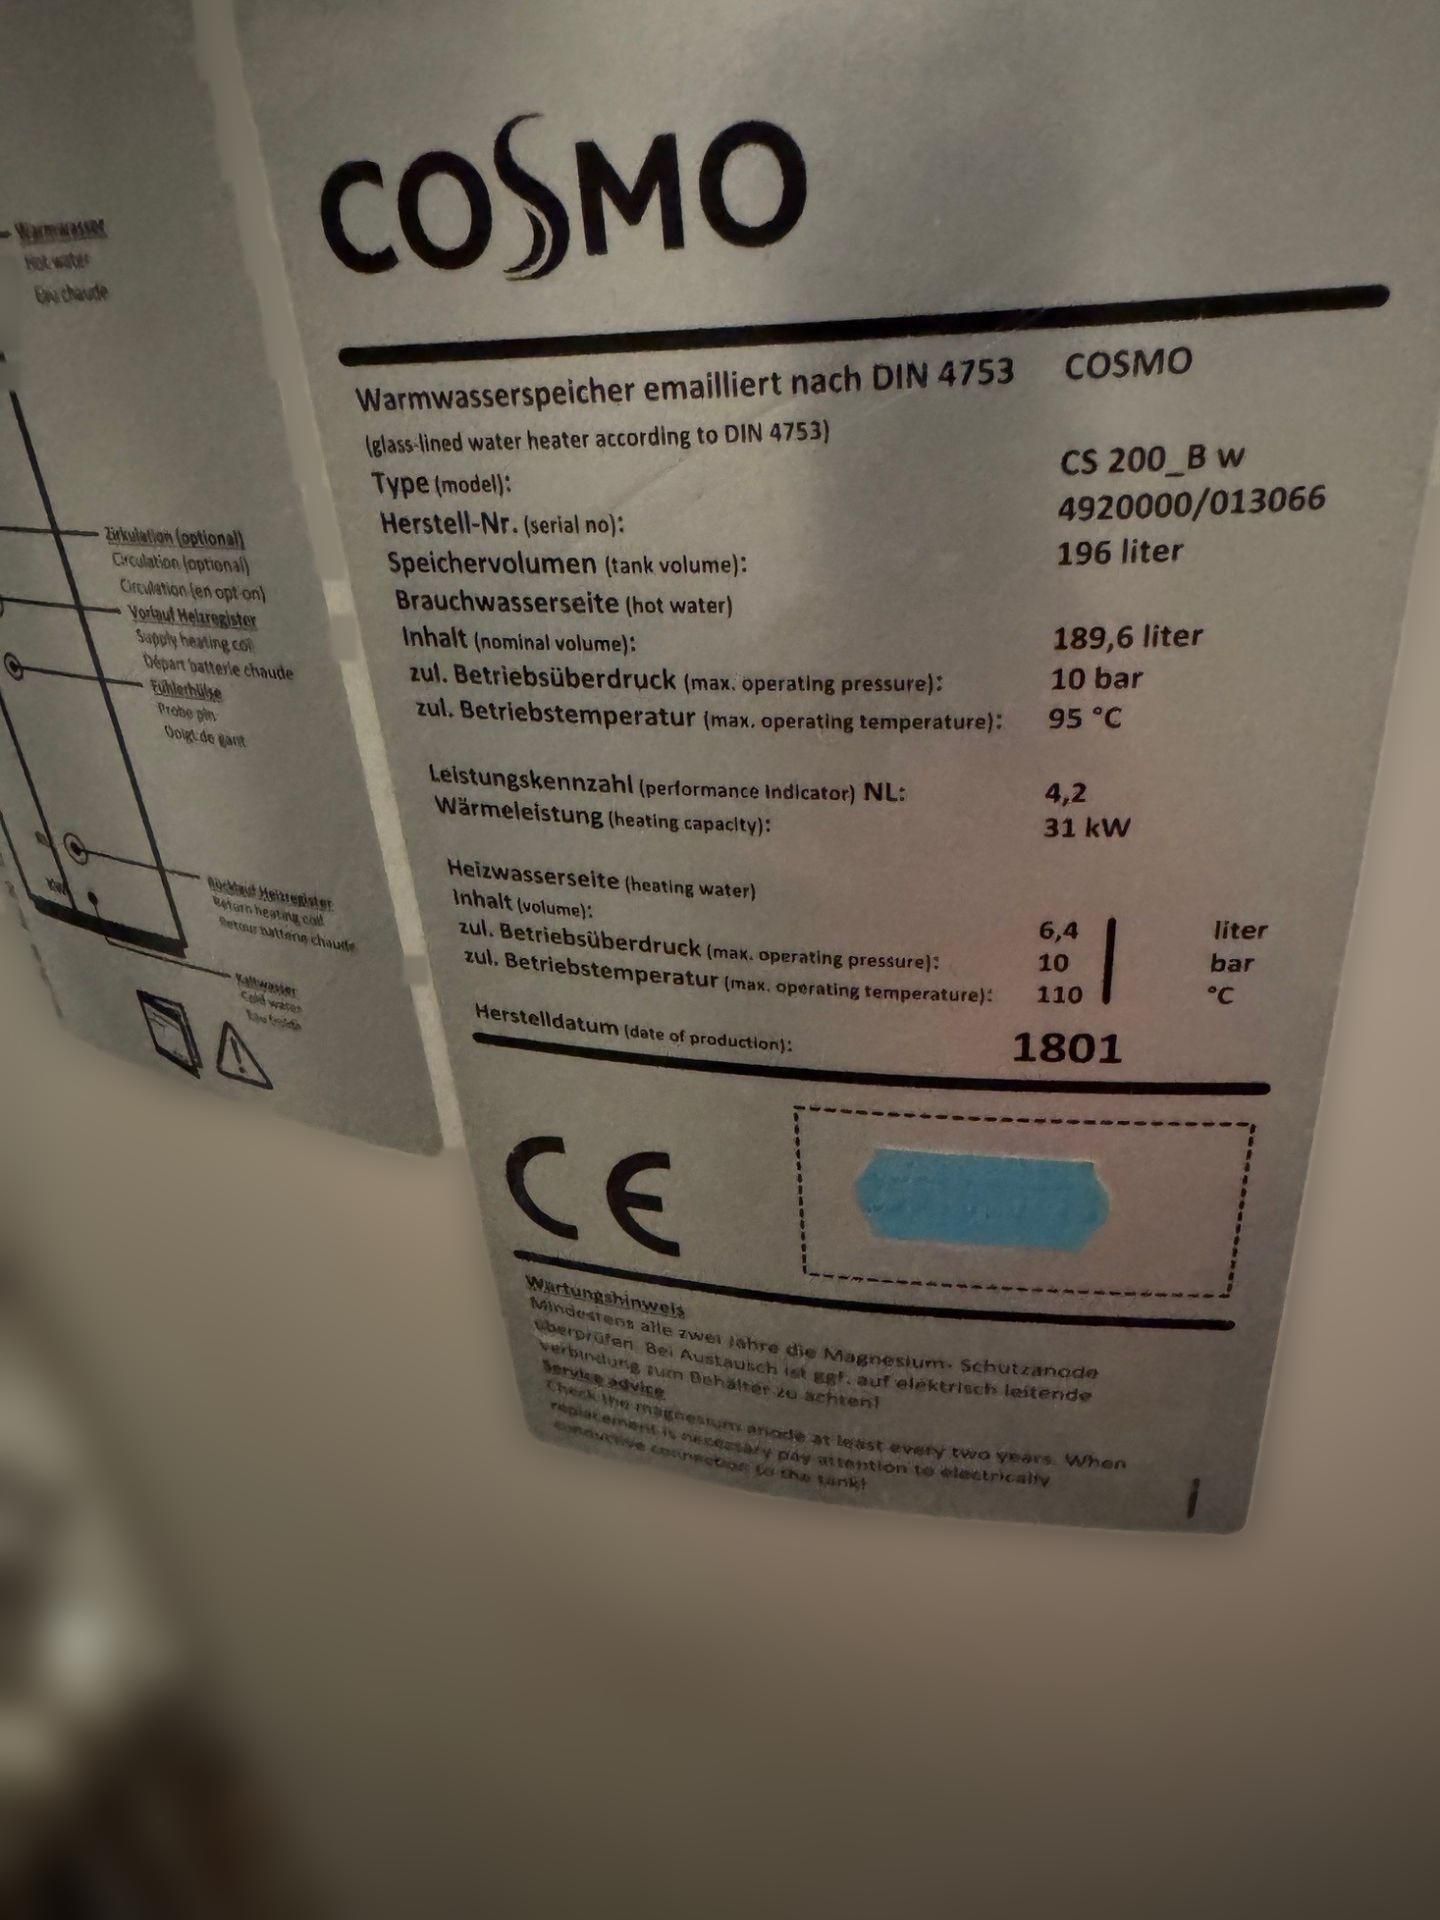 Warmwasser
Hot water
Eau chaude
Zirkulation (optional)
Circulation (optional)
Circulation (en opt on)
Vorlauf Heizregister
Supply heating coil
Départ batterie chaude
Fühlerhülse
Probe pin
Doigt de gant
Rücklauf Heizregister
Return heating coil
Retour batterie chaude
Kaltwasser
Cold water
Eau froide
COSMO
Warmwasserspeicher emailliert nach DIN 4753 COSMO
(glass-lined water heater according to DIN 4753)
Type (model): CS 200_B w
Herstell-Nr. (serial no): 4920000/013066
Speichervolumen (tank volume): 196 liter
Brauchwasserseite (hot water)
Inhalt (nominal volume): 189,6 liter
zul. Betriebsüberdruck (max. operating pressure): 10 bar
zul. Betriebstemperatur (max. operating temperature): 95 °C
Leistungskennzahl (performance indicator) NL: 4,2
Wärmeleistung (heating capacity): 31 kW
Heizwasserseite (heating water)
Inhalt (volume): 6,4 liter
zul. Betriebsüberdruck (max. operating pressure): 10 bar
zul. Betriebstemperatur (max. operating temperature): 110 °C
Herstelldatum (date of production): 1801
CE
Wartungshinweis
Mindestens alle zwei Jahre die Magnesium- Schutzanode
überprüfen. Bei Austausch ist ggf. auf elektrisch leitende
Verbindung zum Behälter zu achten!
Service advice
Check the magnesium anode at least every two years. When
replacement is necessary pay attention to electrically
conductive connection to the tank!